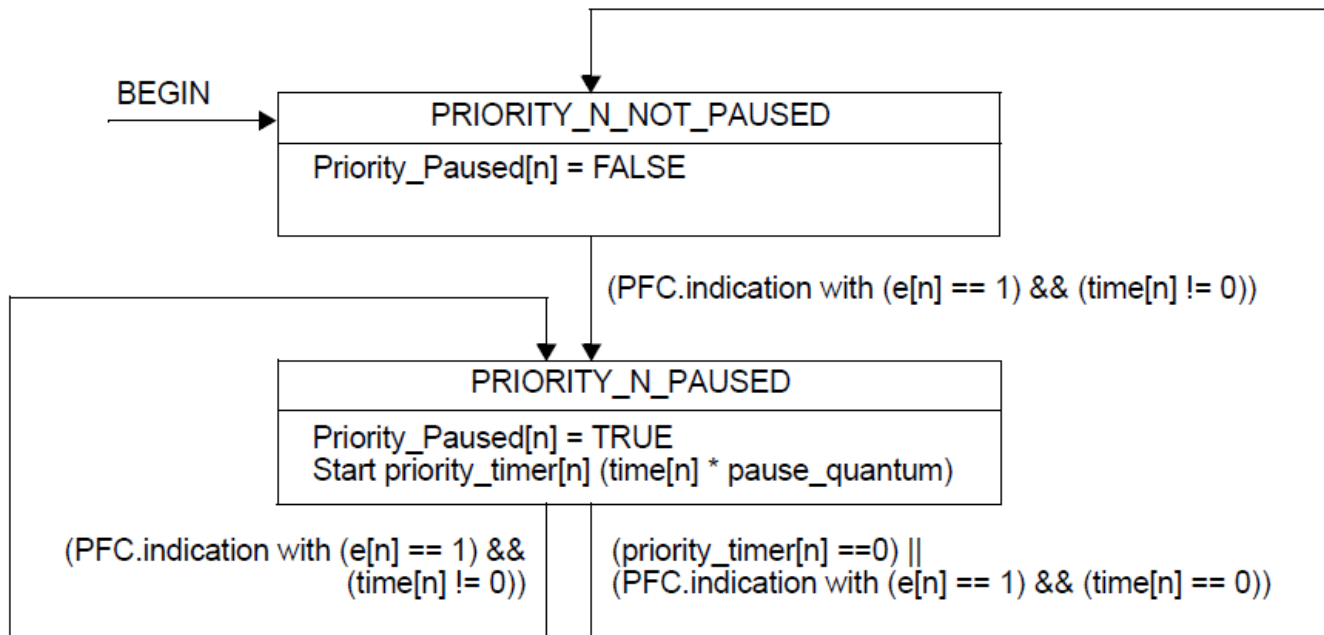 BEGIN
PRIORITY_N_NOT_PAUSED
Priority_Paused[n] = FALSE
(PFC.indication with (e[n] == 1) && (time[n] != 0))
PRIORITY_N_PAUSED
Priority_Paused[n] = TRUE
Start priority_timer[n] (time[n] * pause_quantum)
(PFC.indication with (e[n] == 1) &&
(time[n] != 0))
(priority_timer[n] ==0) ||
(PFC.indication with (e[n] == 1) && (time[n] == 0))